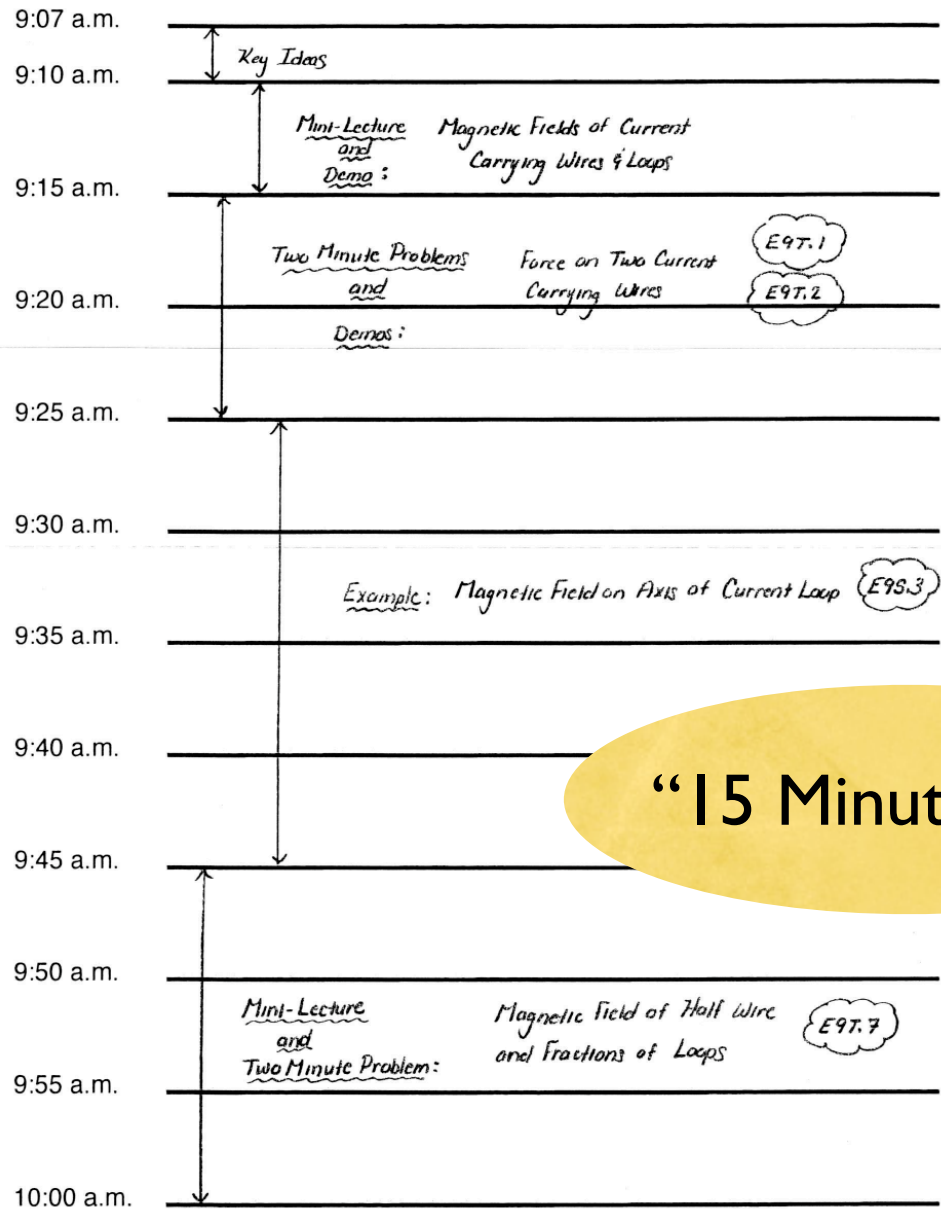 9:07 a.m.
Key Ideas
9:10 a.m.
Mini-Lecture Magnetic Fields of Current
and Carrying Wires & Loops
Demo:
9:15 a.m.
Two Minute Problems Force on Two Current E9T.1
and Carrying Wires E9T.2
9:20 a.m.
Demos:
9:25 a.m.
9:30 a.m.
Example: Magnetic Field on Axis of Current Loop E9S.3
9:35 a.m.
9:40 a.m.
“15 Minut
9:45 a.m.
9:50 a.m.
Mini-Lecture Magnetic Field of Half Wire E9T.7
and and Fractions of Loops
Two Minute Problem:
9:55 a.m.
10:00 a.m.